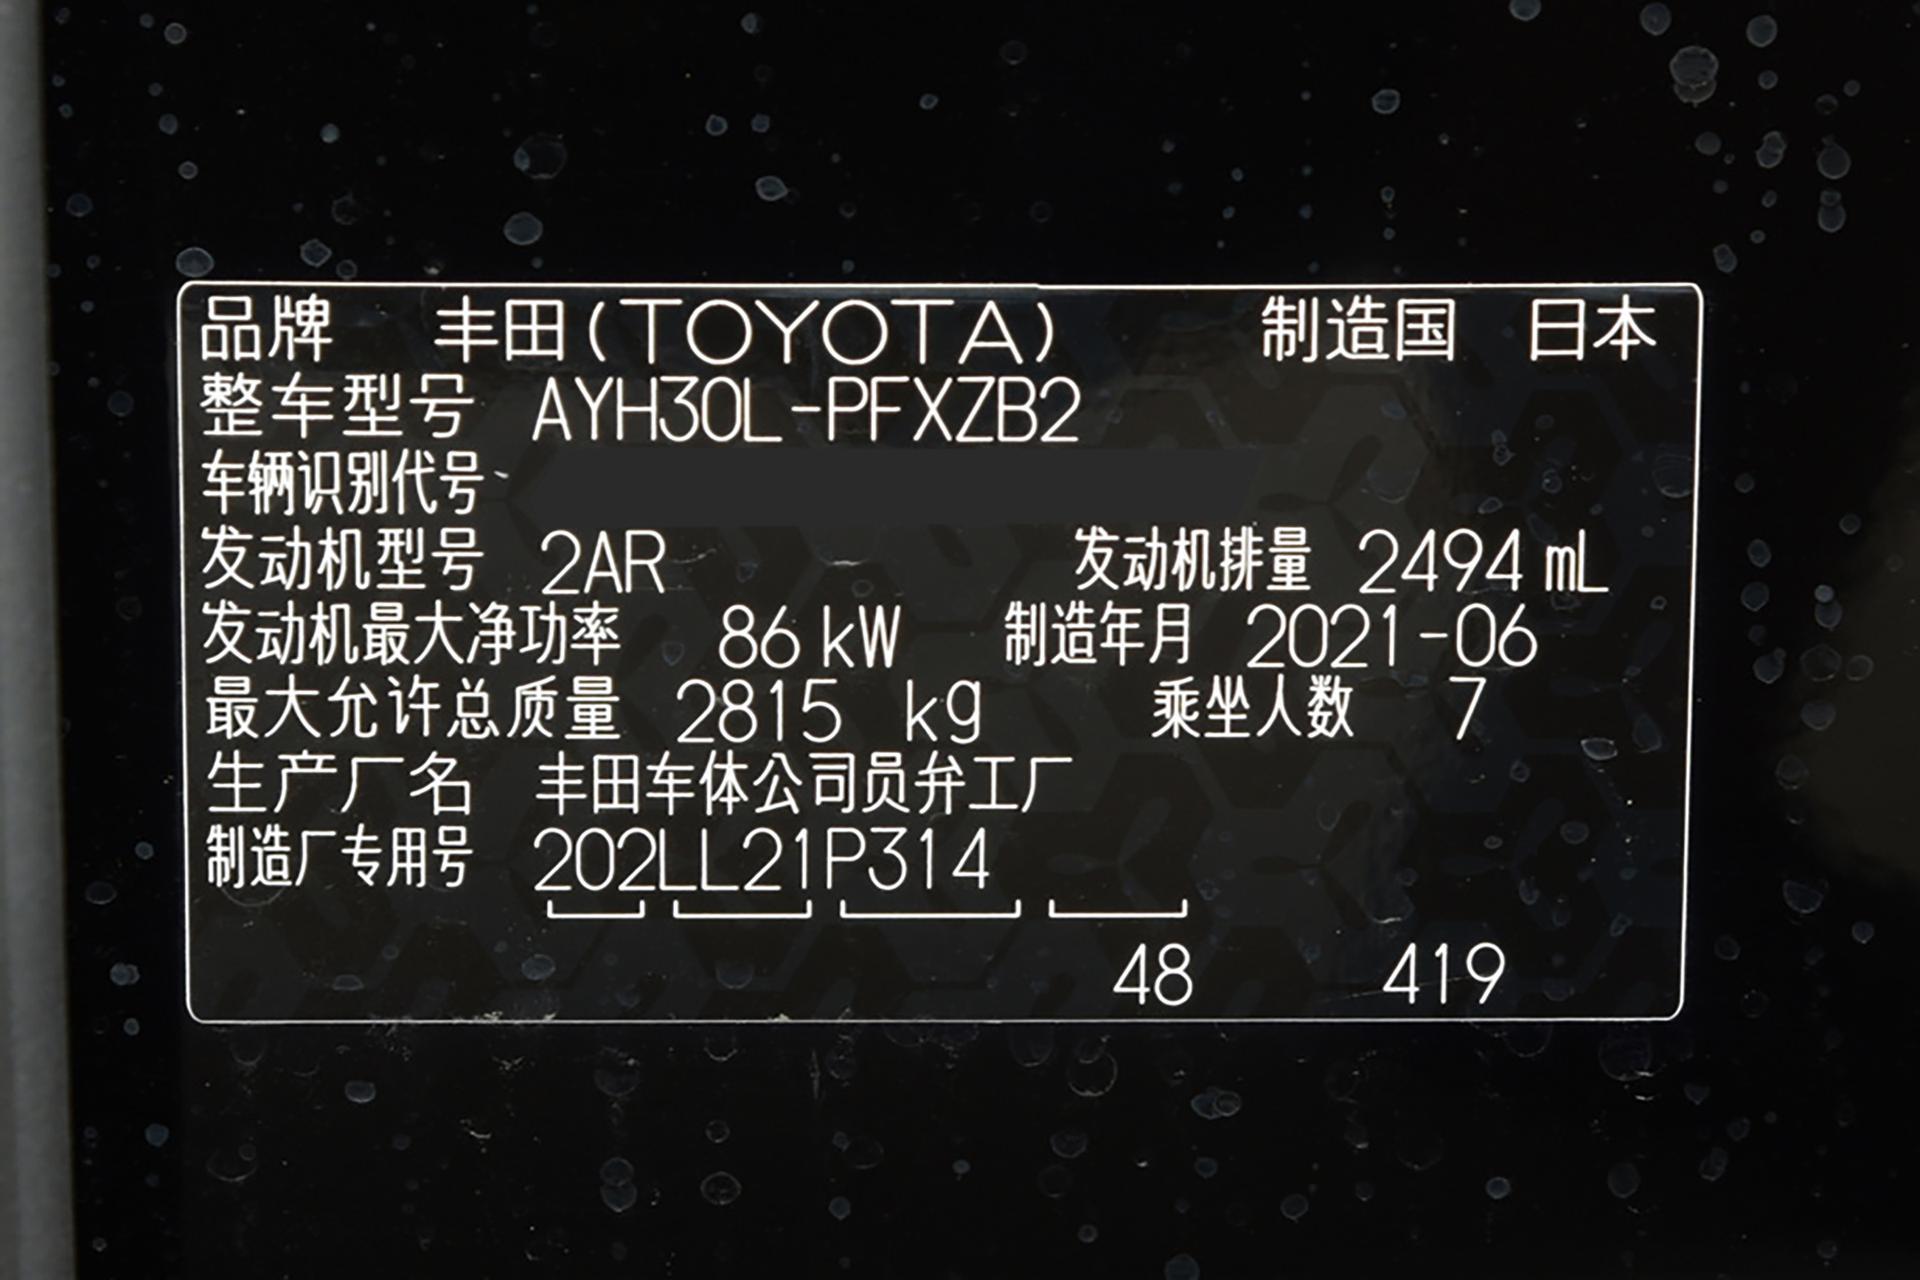 品牌 丰田(TOYOTA) 制造国 日本
整车型号 AYH30L-PFXZB2
车辆识别代号
发动机型号 2AR 发动机排量 2494 mL
发动机最大净功率 86 kW 制造年月 2021-06
最大允许总质量 2815 kg 乘坐人数 7
生产厂名 丰田车体公司员弁工厂
制造厂专用号 202LL21P314
48 419